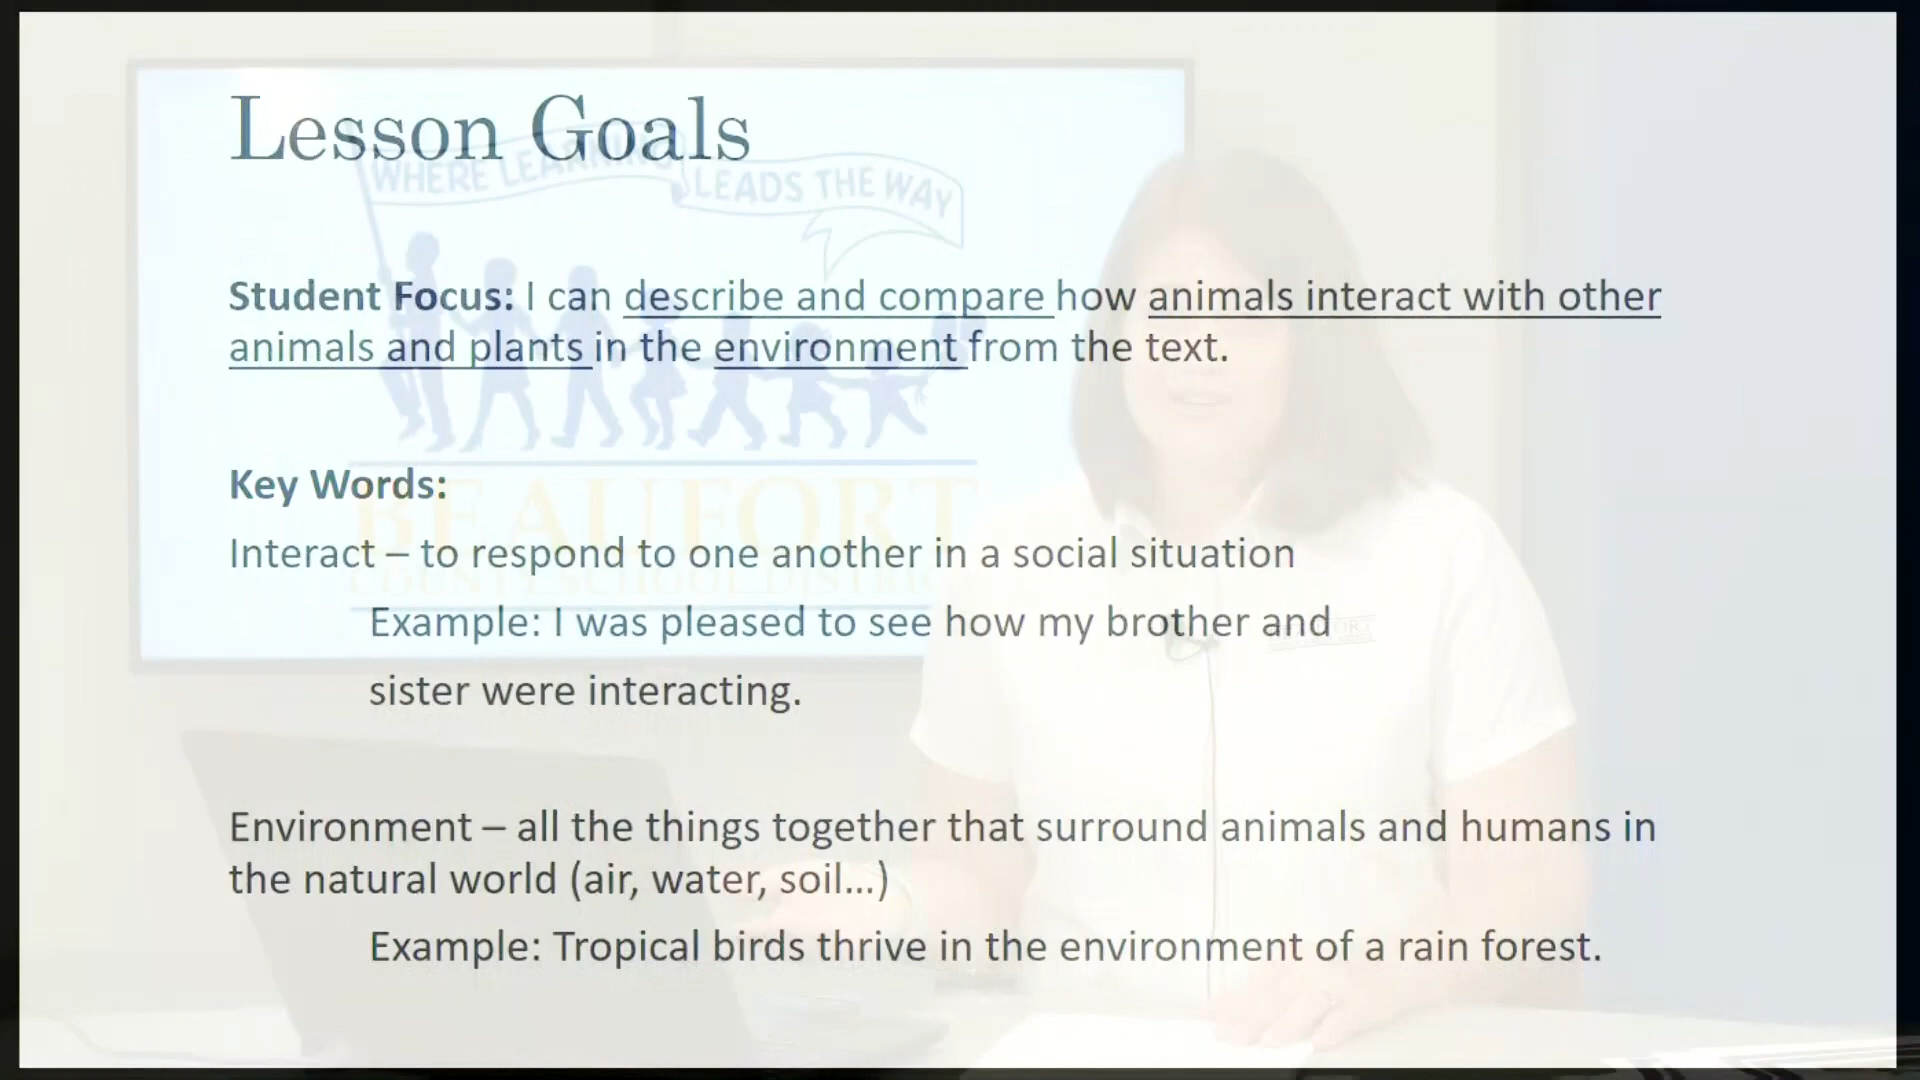 Lesson Goals
WHERE LEARNING
LEADS THE WAY
Student Focus: I can describe and compare how animals interact with other
animals and plants in the environment from the text.
Key Words:
BEAUFORT
Interact – to respond to one another in a social situation
COUNTY SCHOOL DISTRICT
Example: I was pleased to see how my brother and
sister were interacting.
Environment – all the things together that surround animals and humans in
the natural world (air, water, soil...)
Example: Tropical birds thrive in the environment of a rain forest.